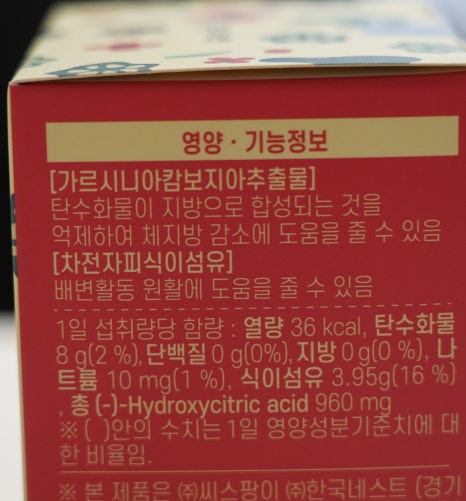 영양 · 기능정보
[가르시니아캄보지아추출물]
탄수화물이 지방으로 합성되는 것을
억제하여 체지방 감소에 도움을 줄 수 있음
[차전자피식이섬유]
배변활동 원활에 도움을 줄 수 있음
1일 섭취량당 함량 : 열량 36 kcal, 탄수화물
8 g(2 %), 단백질 0 g(0%), 지방 0 g(0 %), 나
트륨 10 mg(1 %), 식이섬유 3.95g(16 %)
, 총 (-)-Hydroxycitric acid 960 mg
※ ( )안의 수치는 1일 영양성분기준치에 대
한 비율임.
※ 본 제품은 ㈜씨스팡이 ㈜한국네스트 (경기